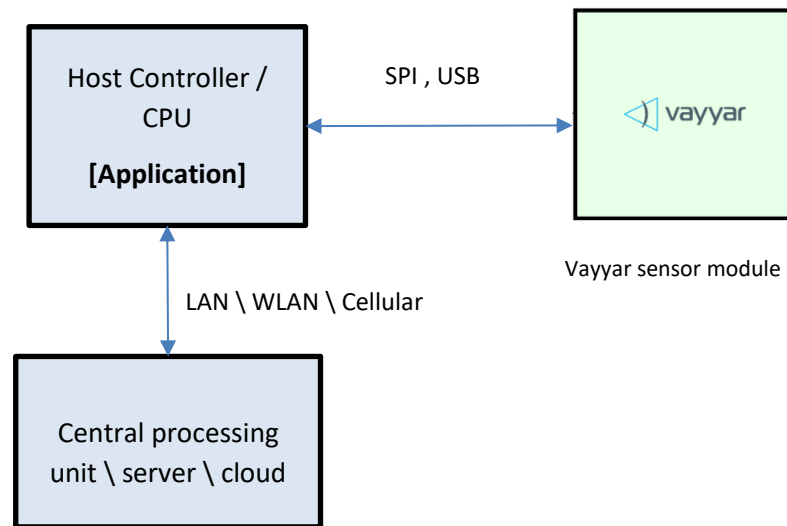 Host Controller /
CPU
[Application]
SPI , USB
vayyar
Vayyar sensor module
LAN \ WLAN \ Cellular
Central processing
unit \ server \ cloud